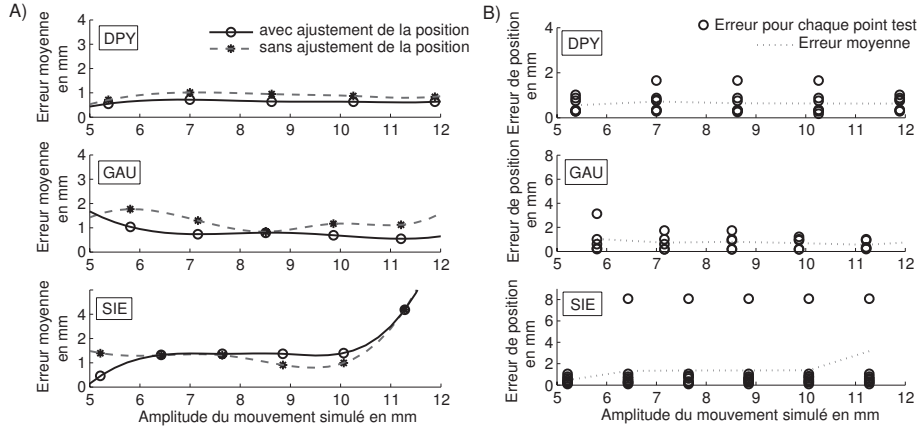 A)
DPY
avec ajustement de la position
sans ajustement de la position
Erreur moyenne
en mm
4
3
2
1
0
5 6 7 8 9 10 11 12
GAU
Erreur moyenne
en mm
4
3
2
1
0
5 6 7 8 9 10 11 12
SIE
Erreur moyenne
en mm
4
2
1
0
5 6 7 8 9 10 11 12
Amplitude du mouvement simulé en mm
B)
DPY
Erreur pour chaque point test
Erreur moyenne
Erreur de position
en mm
4
2
0
5 6 7 8 9 10 11 12
GAU
Erreur de position
en mm
8
6
4
2
0
5 6 7 8 9 10 11 12
SIE
Erreur de position
en mm
8
6
4
2
0
5 6 7 8 9 10 11 12
Amplitude du mouvement simulé en mm